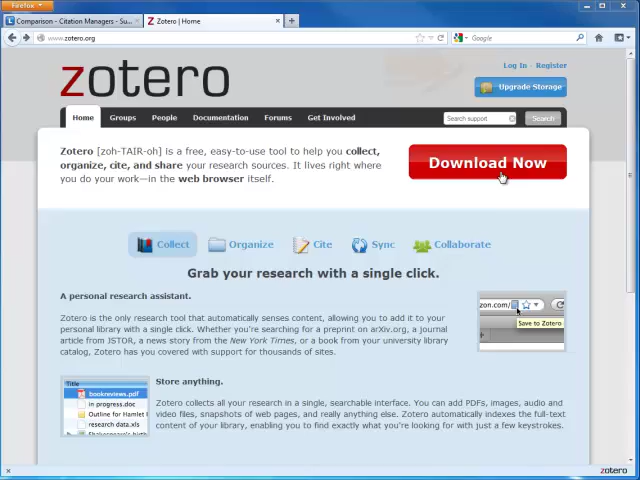 Firefox
Comparison - Citation Managers - Su...
Zotero | Home
www.zotero.org
Google
Log In · Register
zotero
Upgrade Storage
Home Groups People Documentation Forums Get Involved
Search support
Search
Zotero [zoh-TAIR-oh] is a free, easy-to-use tool to help you collect,
organize, cite, and share your research sources. It lives right where
you do your work—in the web browser itself.
Download Now
Collect Organize Cite Sync Collaborate
Grab your research with a single click.
A personal research assistant.
Zotero is the only research tool that automatically senses content, allowing you to add it to your
personal library with a single click. Whether you're searching for a preprint on arXiv.org, a journal
article from JSTOR, a news story from the New York Times, or a book from your university library
catalog, Zotero has you covered with support for thousands of sites.
zon.com/
Save to Zotero
Title
bookreviews.pdf
in progress.doc
Outline for Hamlet
research data.xls
Shakespeare's birth
Store anything.
Zotero collects all your research in a single, searchable interface. You can add PDFs, images, audio and
video files, snapshots of web pages, and really anything else. Zotero automatically indexes the full-text
content of your library, enabling you to find exactly what you're looking for with just a few keystrokes.
zotero